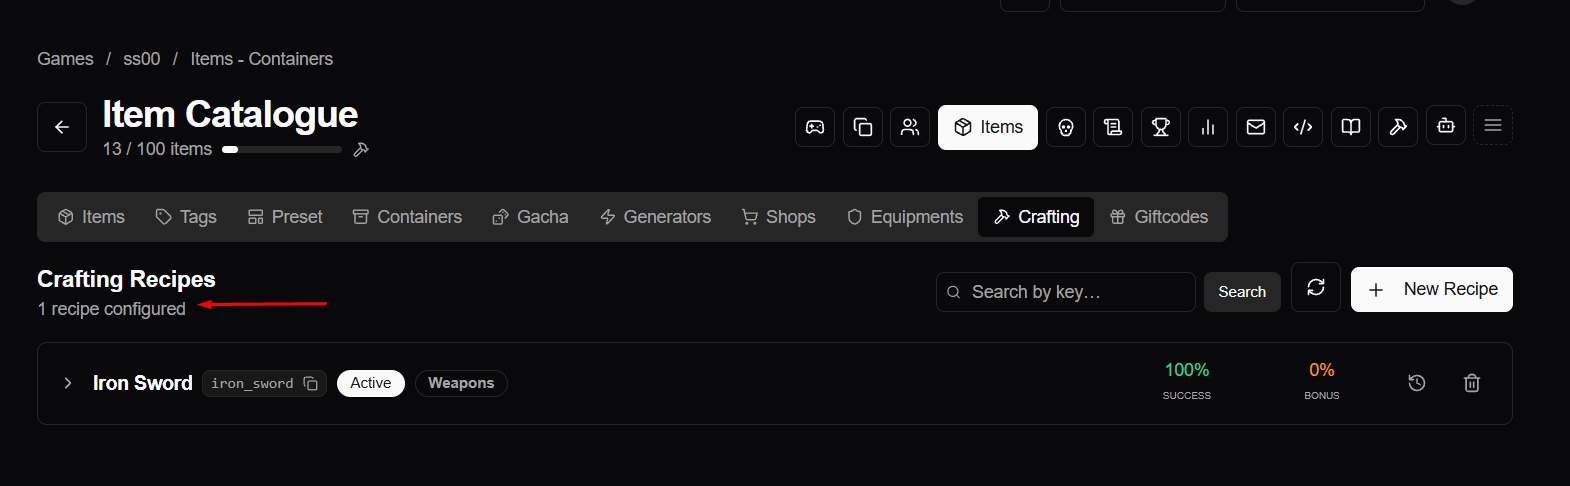 Games / ss00 / Items - Containers
Item Catalogue
13 / 100 items
Items
Items Tags Preset Containers Gacha Generators Shops Equipments Crafting Giftcodes
Crafting Recipes
1 recipe configured
Search by key…
Search
New Recipe
Iron Sword iron_sword Active Weapons
100%
SUCCESS
0%
BONUS